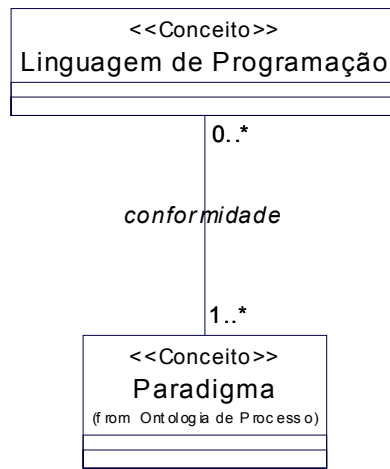 <<Conceito>>
Linguagem de Programação
0..*
conformidade
1..*
<<Conceito>>
Paradigma
(from Ontologia de Processo)